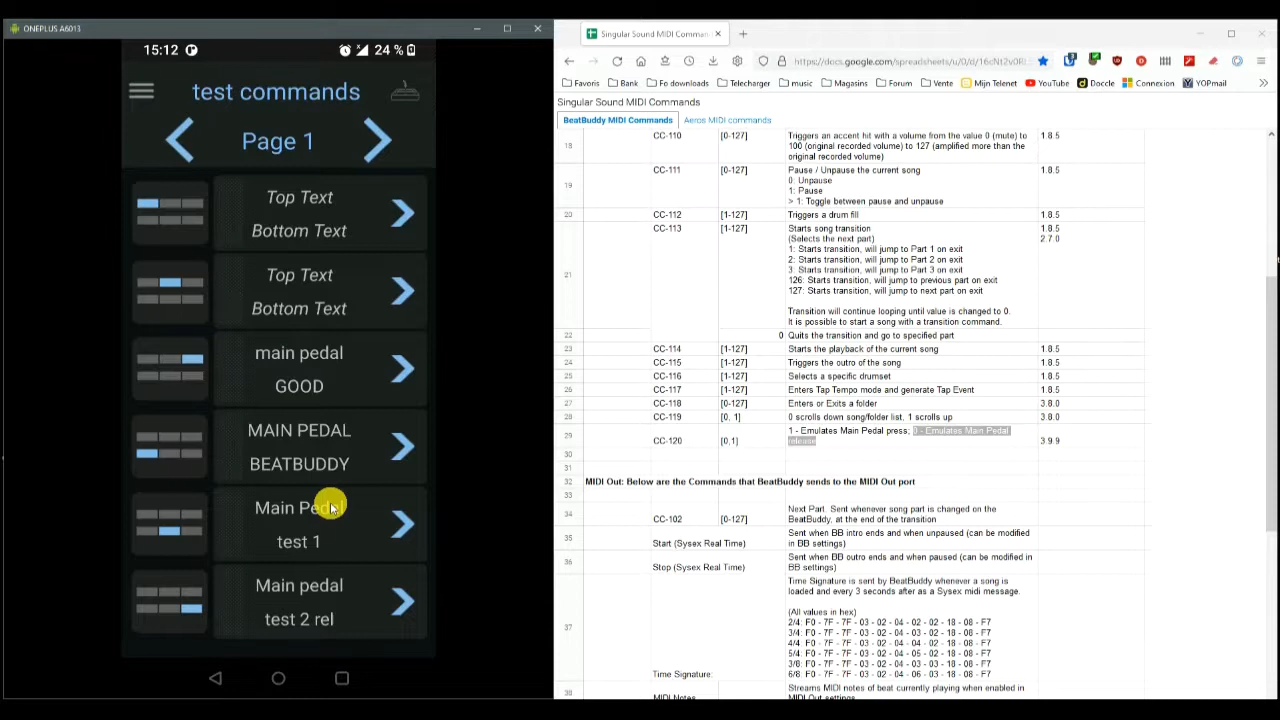 ONEPLUS A6013
15:12
24 %
test commands
Page 1
Top Text
Bottom Text
Top Text
Bottom Text
main pedal
GOOD
MAIN PEDAL
BEATBUDDY
Main Pedal
test 1
Main pedal
test 2 rel
Singular Sound MIDI Comman
https://docs.google.com/spreadsheets/u/0/d/
Favoris Bank Fo downloads Telecharger music Magasins Forum Vente Mijn Telenet YouTube Doccle Connexion YOPmail
Singular Sound MIDI Commands
BeatBuddy MIDI Commands Aeros MIDI commands
18 CC-110 [0-127] Triggers an accent hit with a volume from the value 0 (mute) to 1.8.5
100 (original recorded volume) to 127 (amplified more than the
original recorded volume)
19 CC-111 [0-127] Pause / Unpause the current song 1.8.5
0: Unpause
1: Pause
> 1: Toggle between pause and unpause
20 CC-112 [1-127] Triggers a drum fill 1.8.5
21 CC-113 [1-127] Starts song transition 1.8.5
(Selects the next part) 2.7.0
1: Starts transition, will jump to Part 1 on exit
2: Starts transition, will jump to Part 2 on exit
3: Starts transition, will jump to Part 3 on exit
126: Starts transition, will jump to previous part on exit
127: Starts transition, will jump to next part on exit
Transition will continue looping until value is changed to 0.
It is possible to start a song with a transition command.
22 0 Quits the transition and go to specified part
23 CC-114 [1-127] Starts the playback of the current song 1.8.5
24 CC-115 [1-127] Triggers the outro of the song 1.8.5
25 CC-116 [1-127] Selects a specific drumset 1.8.5
26 CC-117 [1-127] Enters Tap Tempo mode and generate Tap Event 1.8.5
27 CC-118 [0-127] Enters or Exits a folder 3.8.0
28 CC-119 [0, 1] 0 scrolls down song/folder list, 1 scrolls up 3.8.0
29 CC-120 [0,1] 1 - Emulates Main Pedal press; 0 - Emulates Main Pedal
release 3.9.9
30
31
32 MIDI Out: Below are the Commands that BeatBuddy sends to the MIDI Out port
33
34 CC-102 [0-127] Next Part. Sent whenever song part is changed on the
BeatBuddy, at the end of the transition
35 Start (Sysex Real Time) Sent when BB intro ends and when unpaused (can be modified
in BB settings)
36 Stop (Sysex Real Time) Sent when BB outro ends and when paused (can be modified in
BB settings)
37 Time Signature: Time Signature is sent by BeatBuddy whenever a song is
loaded and every 3 seconds after as a Sysex midi message.
(All values in hex)
2/4: F0 - 7F - 7F - 03 - 02 - 04 - 02 - 02 - 18 - 08 - F7
3/4: F0 - 7F - 7F - 03 - 02 - 04 - 03 - 02 - 18 - 08 - F7
4/4: F0 - 7F - 7F - 03 - 02 - 04 - 04 - 02 - 18 - 08 - F7
5/4: F0 - 7F - 7F - 03 - 02 - 04 - 05 - 02 - 18 - 08 - F7
3/8: F0 - 7F - 7F - 03 - 02 - 04 - 03 - 03 - 18 - 08 - F7
6/8 F0 - 7F - 7F - 03 - 02 - 04 - 06 - 03 - 18 - 08 - F7
38 MIDI Notes Streams MIDI notes of beat currently playing when enabled in
MIDI Out settings